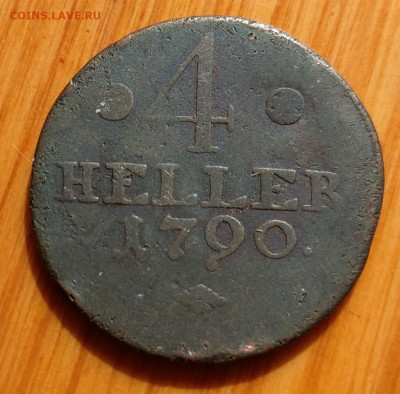 COINS.LAVE.RU
4
HELLER
1790.